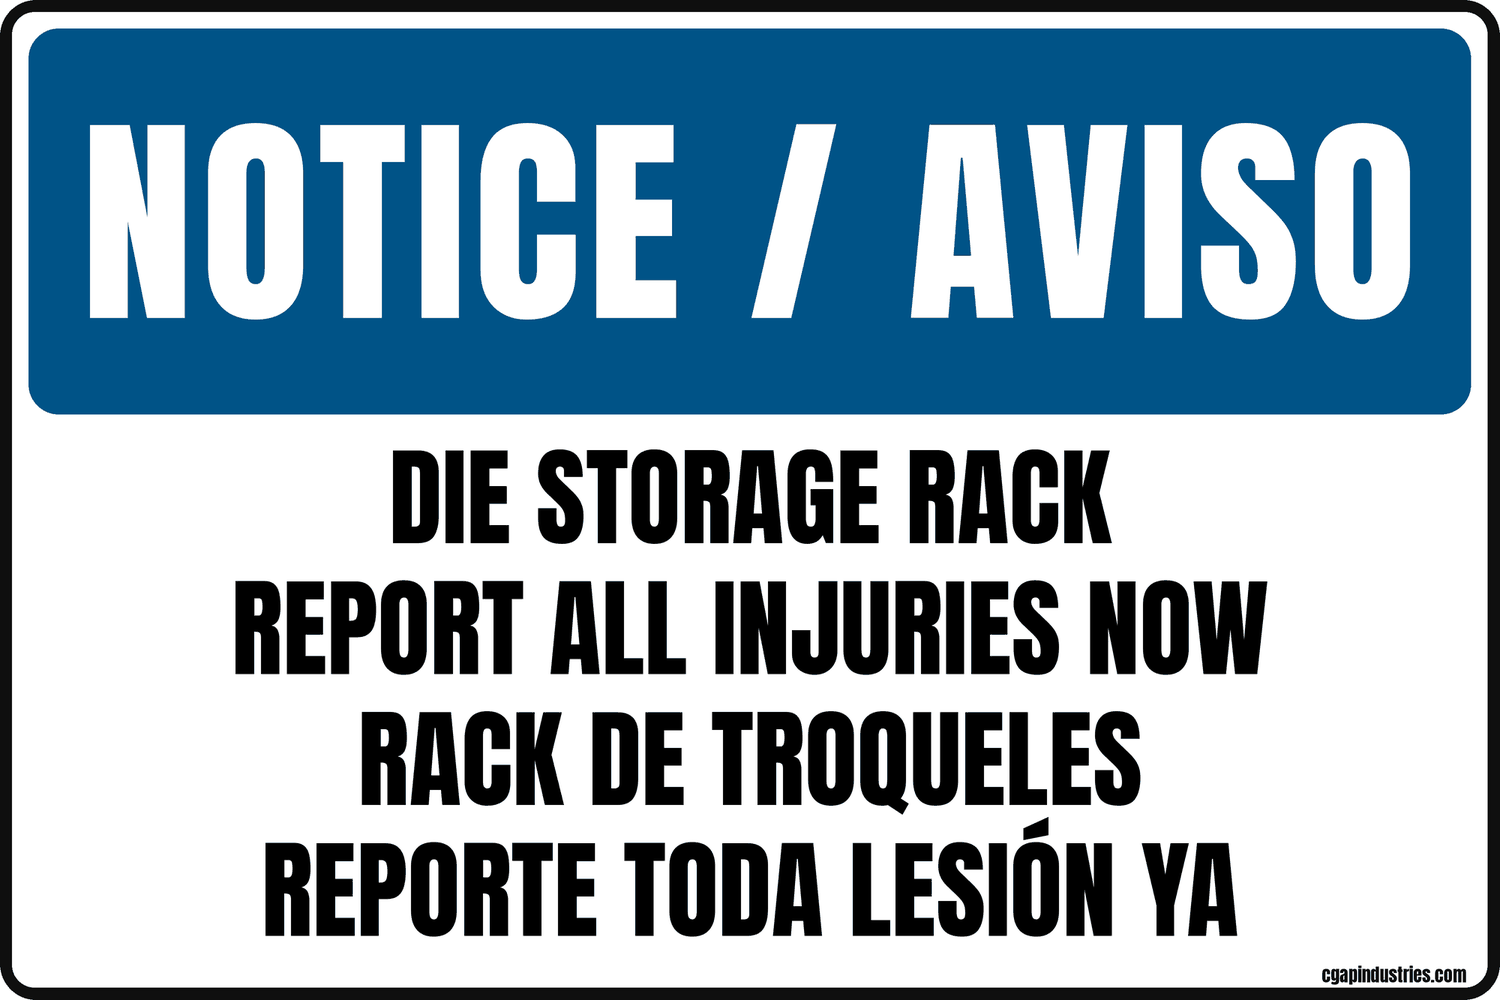 NOTICE / AVISO
DIE STORAGE RACK
REPORT ALL INJURIES NOW
RACK DE TROQUELES
REPORTE TODA LESIÓN YA
cgapindustries.com